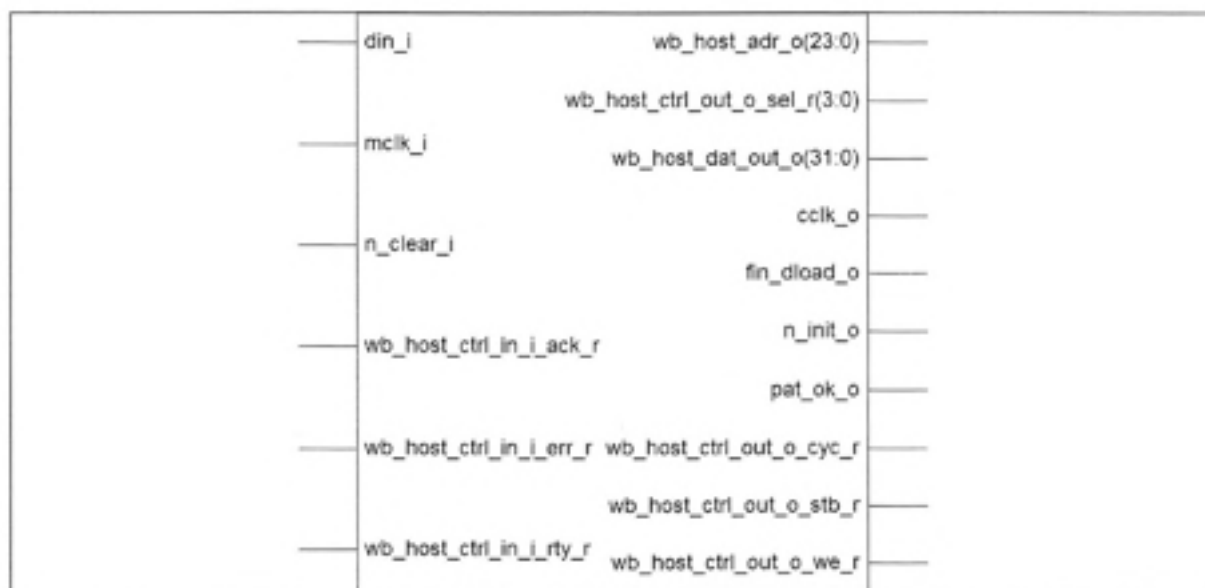 din_i
mclk_i
n_clear_i
wb_host_ctrl_in_i_ack_r
wb_host_ctrl_in_i_err_r
wb_host_ctrl_in_i_rty_r
wb_host_adr_o(23:0)
wb_host_ctrl_out_o_sel_r(3:0)
wb_host_dat_out_o(31:0)
cclk_o
fin_dload_o
n_init_o
pat_ok_o
wb_host_ctrl_out_o_cyc_r
wb_host_ctrl_out_o_stb_r
wb_host_ctrl_out_o_we_r